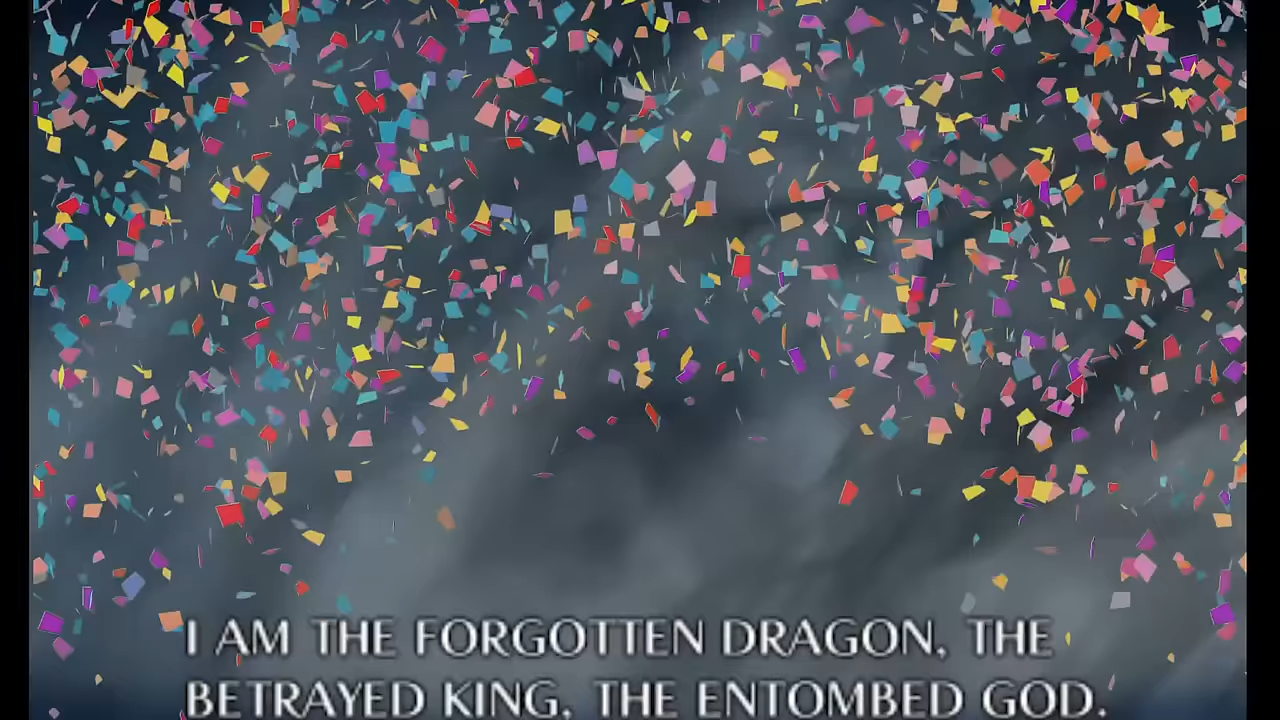 I AM THE FORGOTTEN DRAGON, THE
BETRAYED KING, THE ENTOMBED GOD.